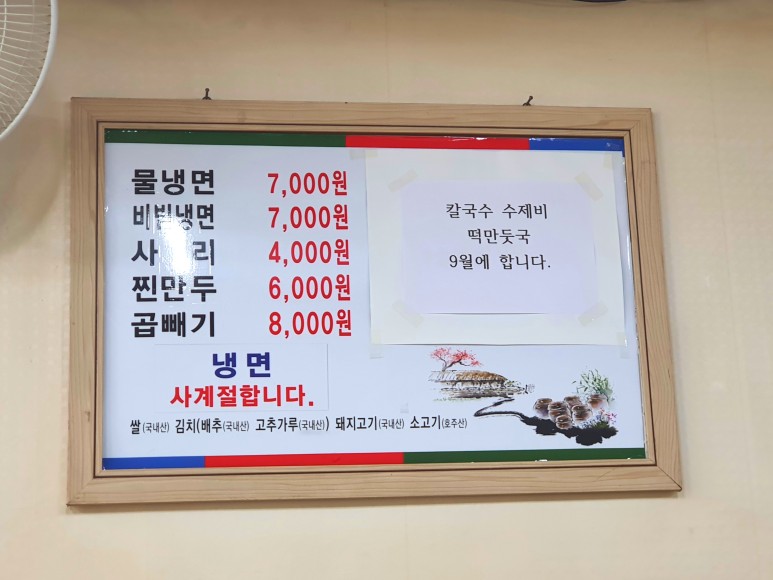 물냉면 7,000원
비빔냉면 7,000원
4,000원
찐만두 6,000원
곱빼기 8,000원
냉면
사계절합니다.
쌀(국내산) 김치(배추(국내산) 고추가루(국내산)) 돼지고기(국내산) 소고기(호주산)
칼국수 수제비
떡만둣국
9월에 합니다.